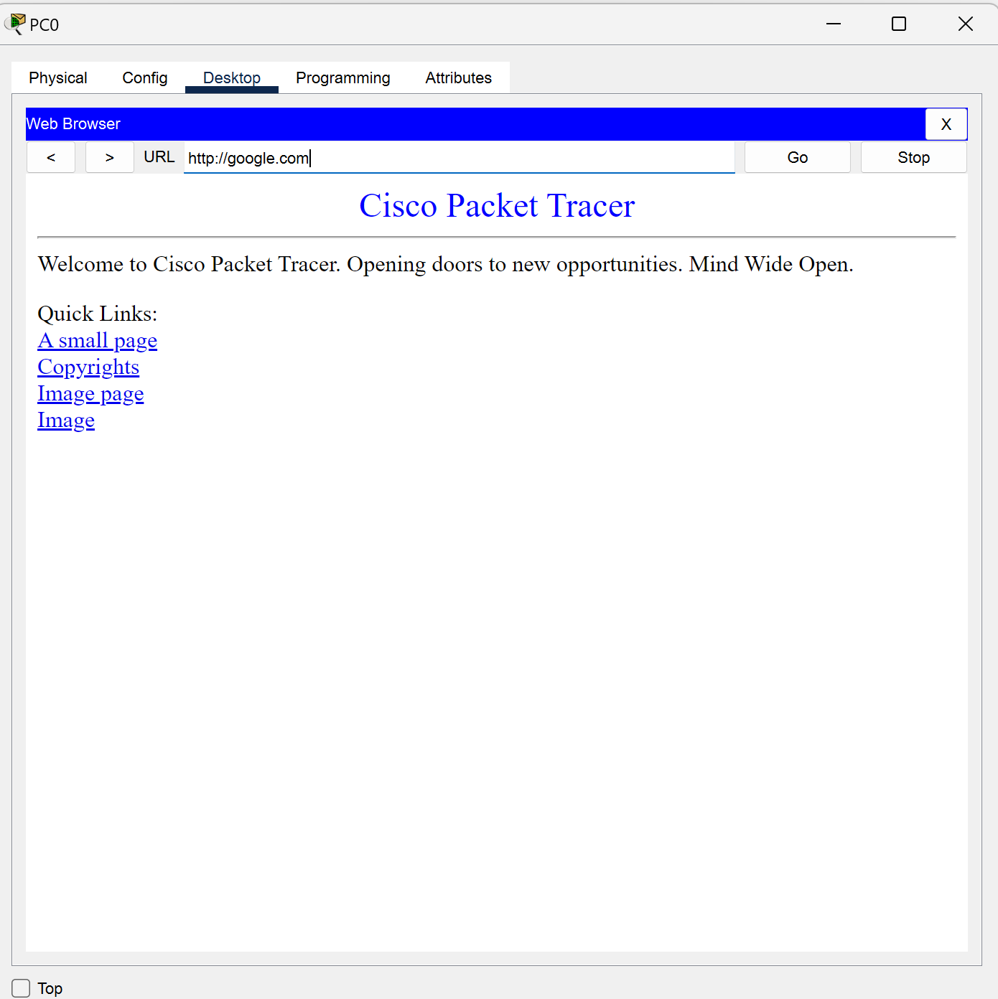 PC0
Physical Config Desktop Programming Attributes
Web Browser X
< > URL http://google.com Go Stop
Cisco Packet Tracer
Welcome to Cisco Packet Tracer. Opening doors to new opportunities. Mind Wide Open.
Quick Links:
A small page
Copyrights
Image page
Image
Top